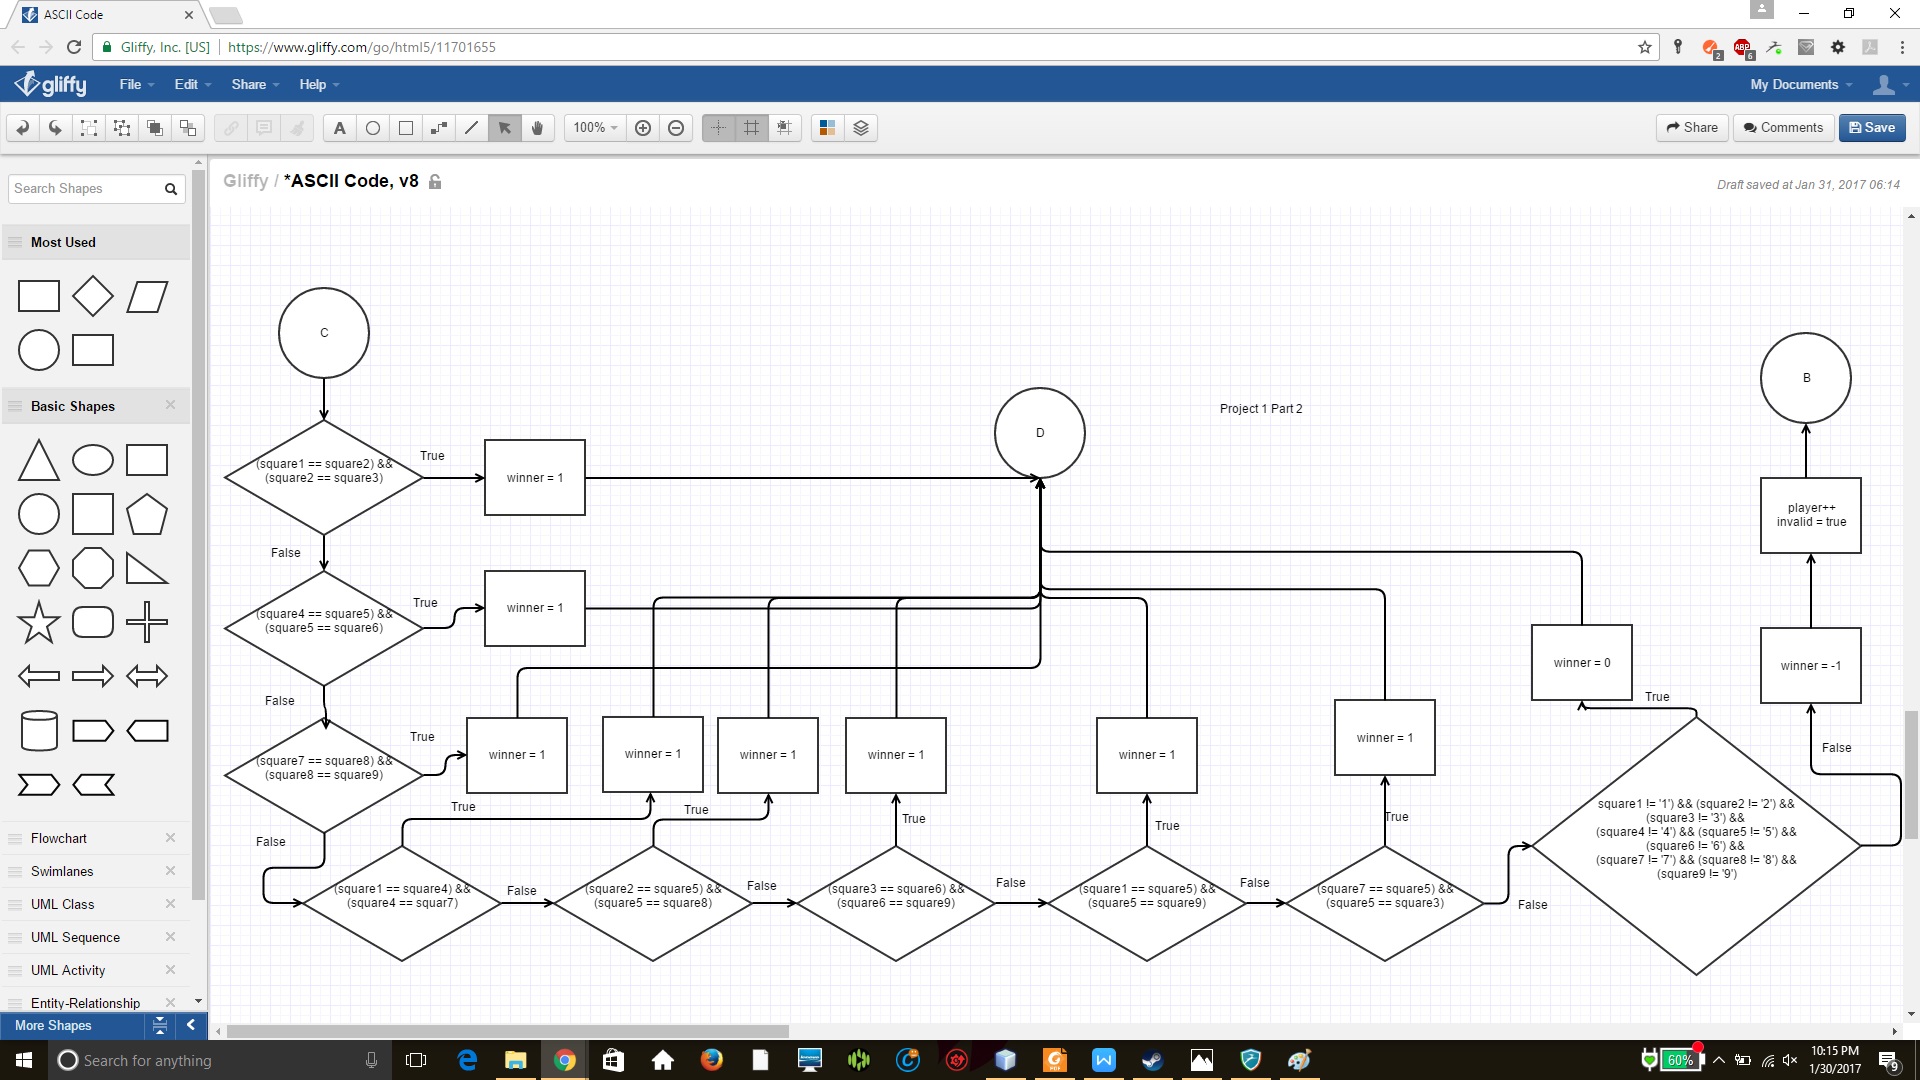 ASCII Code
Gliffy, Inc. [US]
https://www.gliffy.com/go/html5/11701655
2
ABP
6
gliffy
File
Edit
Share
Help
My Documents
A
100%
Share
Comments
Save
Search Shapes
Gliffy / *ASCII Code, v8
Draft saved at Jan 31, 2017 06:14
Most Used
Basic Shapes
Flowchart
Swimlanes
UML Class
UML Sequence
UML Activity
Entity-Relationship
More Shapes
C
(square1 == square2) &&
(square2 == square3)
True
winner = 1
False
(square4 == square5) &&
(square5 == square6)
True
winner = 1
False
(square7 == square8) &&
(square8 == square9)
True
winner = 1
False
(square1 == square4) &&
(square4 == squar7)
True
winner = 1
False
(square2 == square5) &&
(square5 == square8)
True
winner = 1
False
(square3 == square6) &&
(square6 == square9)
True
winner = 1
False
(square1 == square5) &&
(square5 == square9)
True
winner = 1
False
(square7 == square5) &&
(square5 == square3)
True
winner = 1
False
square1 != '1') && (square2 != '2') &&
(square3 != '3') &&
(square4 != '4') && (square5 != '5') &&
(square6 != '6') &&
(square7 != '7') && (square8 != '8') &&
(square9 != '9')
True
winner = 0
False
winner = -1
player++
invalid = true
B
D
Project 1 Part 2
Search for anything
60%
10:15 PM
1/30/2017
9